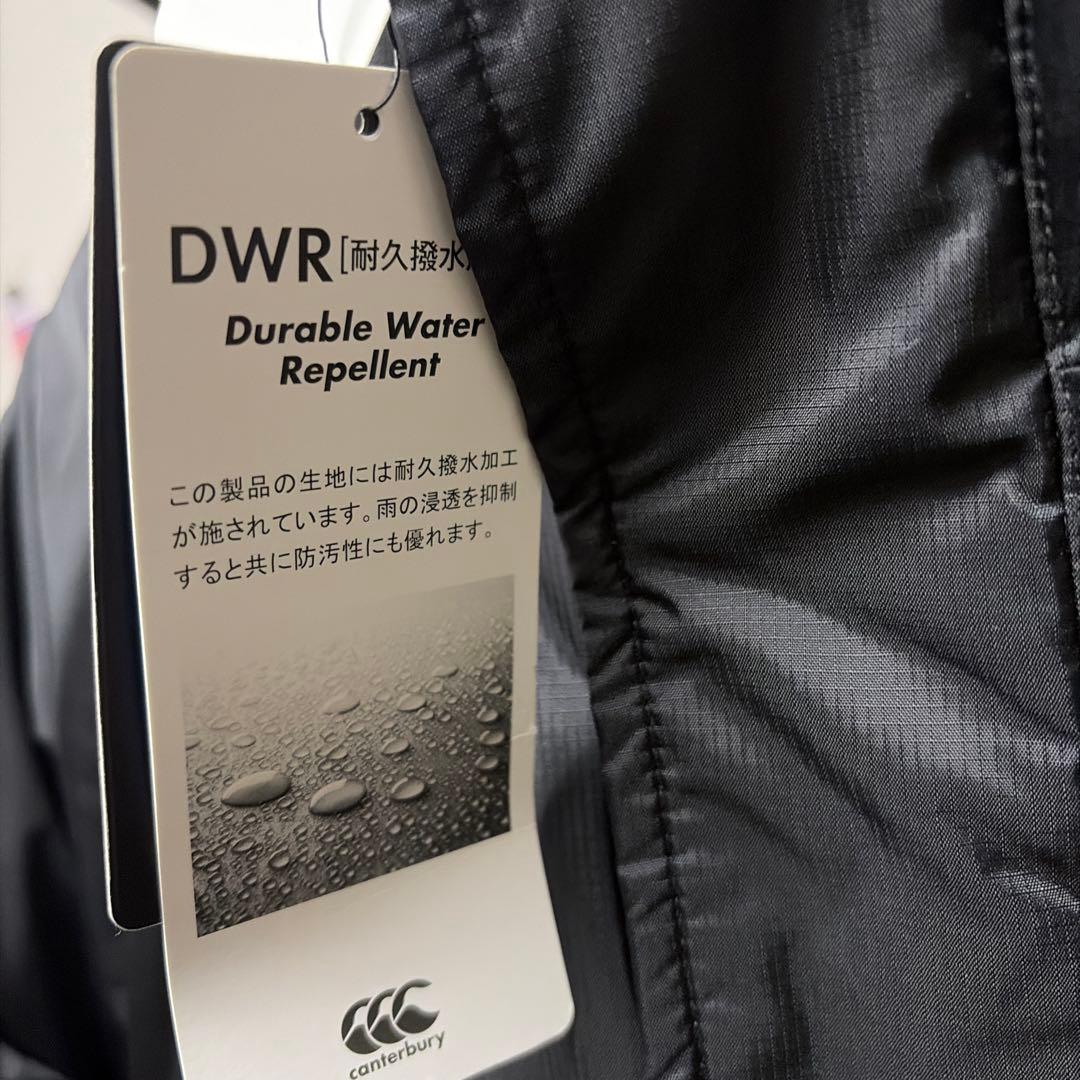 DWR[耐久撥水
Durable Water
Repellent
この製品の生地には耐久撥水加工
が施されています。雨の浸透を抑制
すると共に防汚性にも優れます。
canterbury